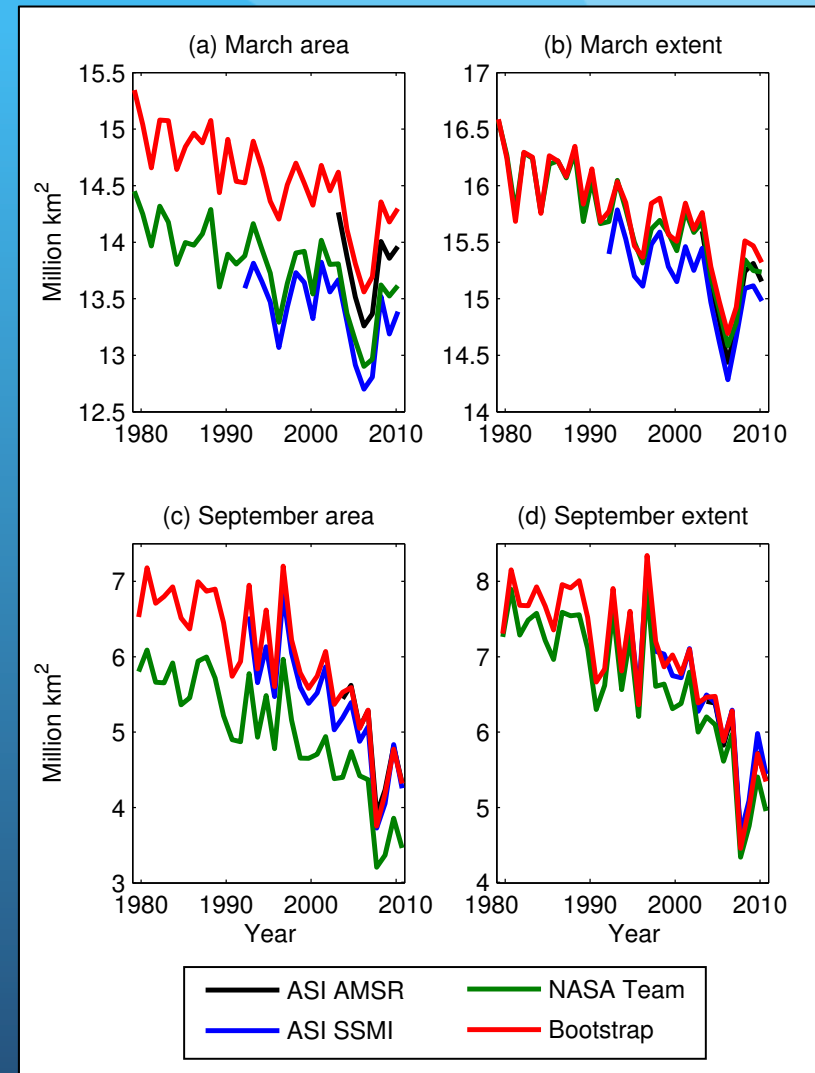 (a) March area
15.5
15
14.5
14
13.5
13
12.5
Million km²
1980 1990 2000 2010
(b) March extent
17
16.5
16
15.5
15
14.5
14
1980 1990 2000 2010
(c) September area
7
6
5
4
3
Million km²
1980 1990 2000 2010
Year
(d) September extent
8
7
6
5
4
1980 1990 2000 2010
Year
ASI AMSR NASA Team
ASI SSMI Bootstrap